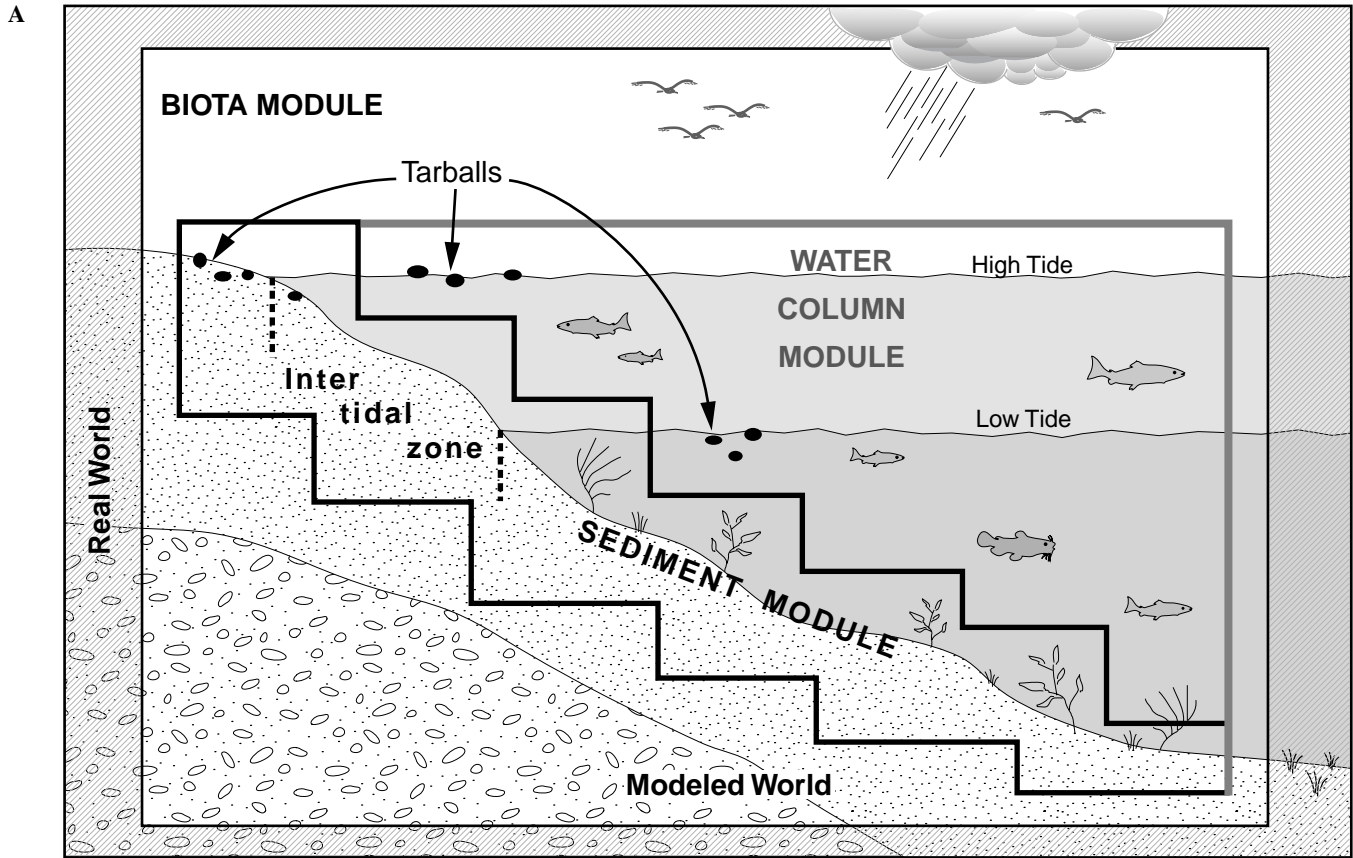 A
BIOTA MODULE
Tarballs
WATER
COLUMN
MODULE
High Tide
Inter
tidal
zone
Low Tide
Real World
SEDIMENT MODULE
Modeled World